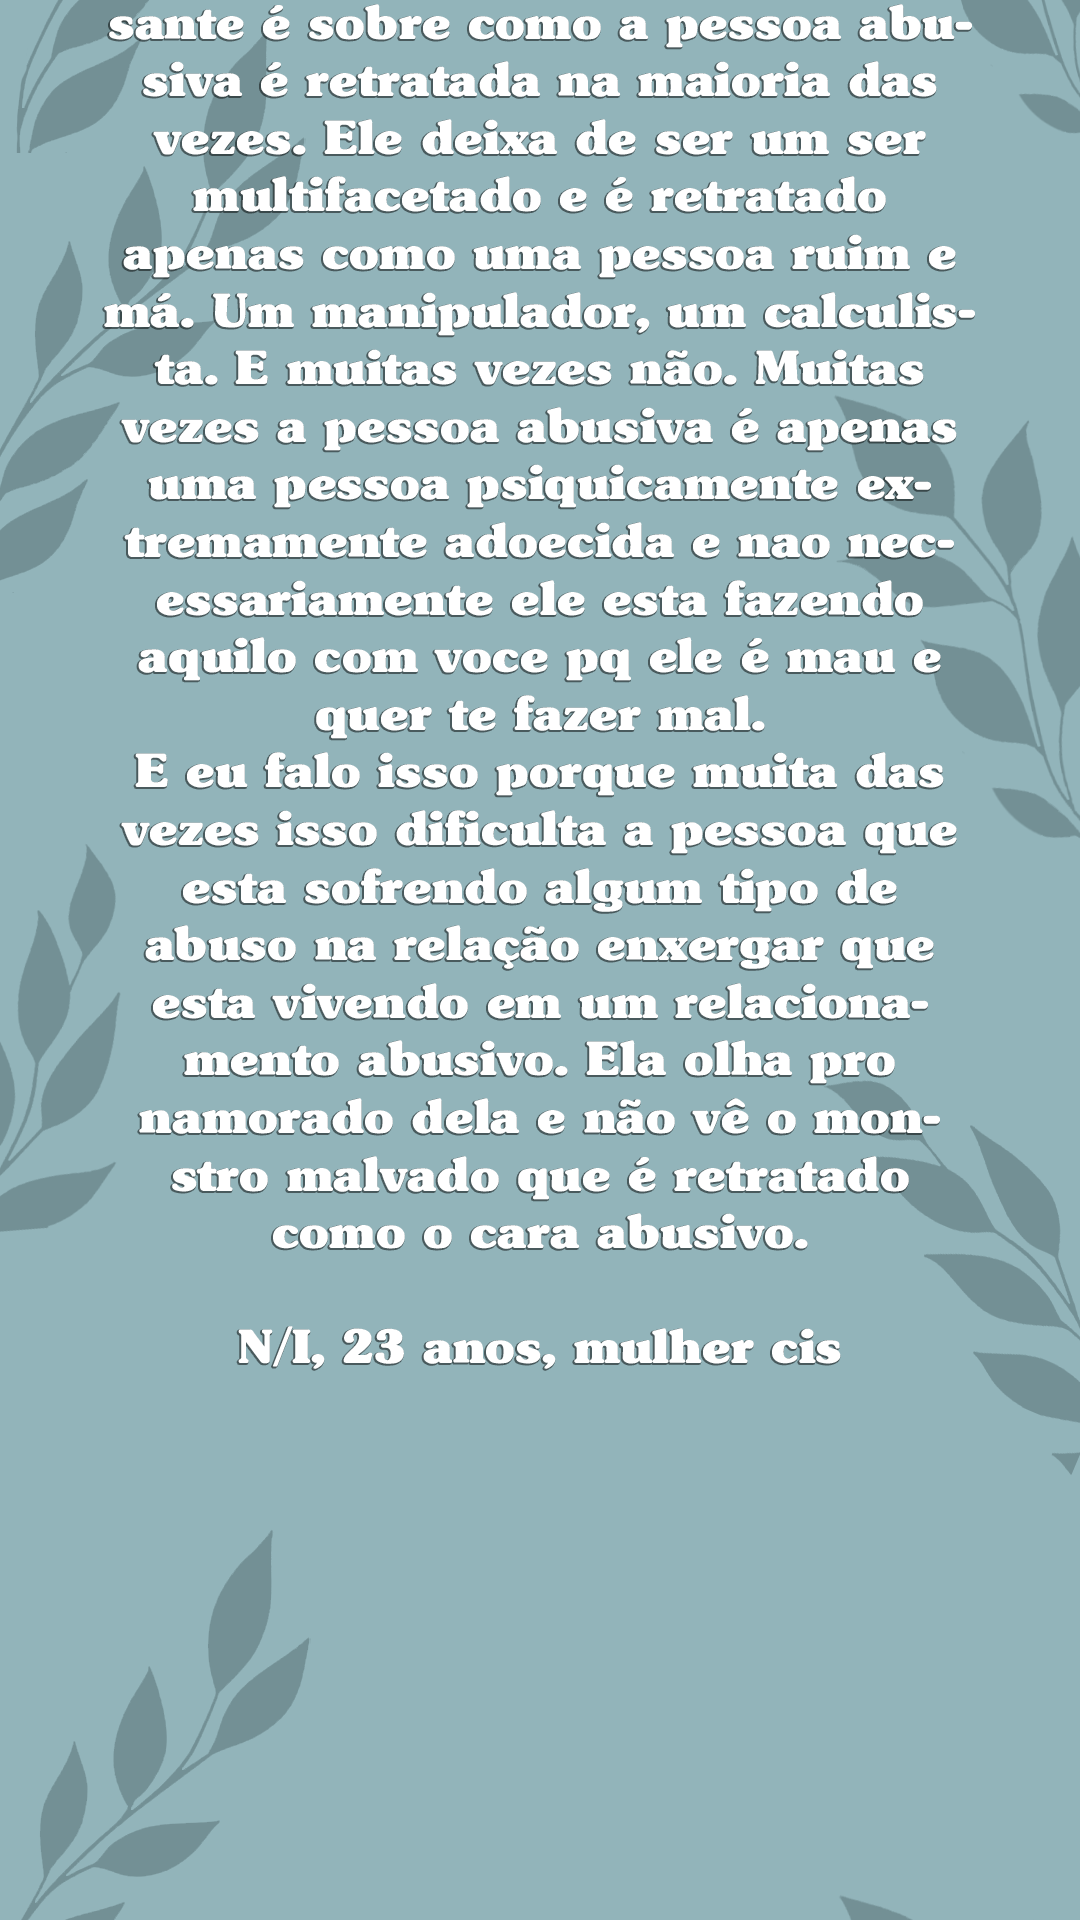 sante é sobre como a pessoa abu-
siva é retratada na maioria das
vezes. Ele deixa de ser um ser
multifacetado e é retratado
apenas como uma pessoa ruim e
má. Um manipulador, um calculis-
ta. E muitas vezes não. Muitas
vezes a pessoa abusiva é apenas
uma pessoa psiquicamente ex-
tremamente adoecida e nao nec-
essariamente ele esta fazendo
aquilo com voce pq ele é mau e
quer te fazer mal.
E eu falo isso porque muita das
vezes isso dificulta a pessoa que
esta sofrendo algum tipo de
abuso na relação enxergar que
esta vivendo em um relaciona-
mento abusivo. Ela olha pro
namorado dela e não vê o mon-
stro malvado que é retratado
como o cara abusivo.
N/I, 23 anos, mulher cis